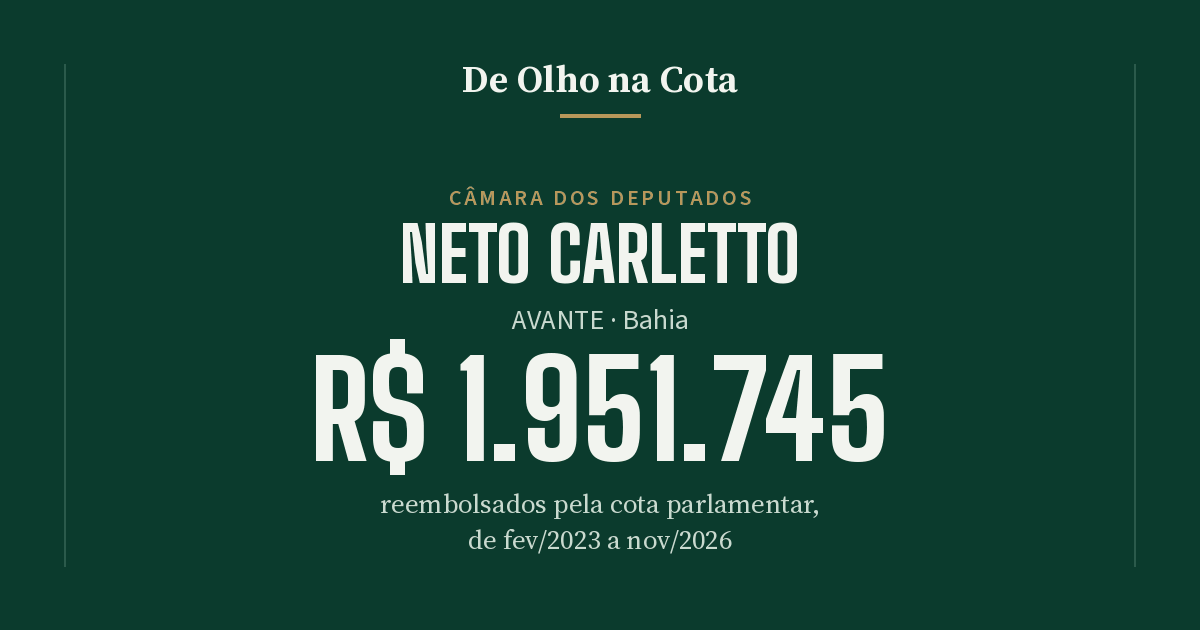 De Olho na Cota
CÂMARA DOS DEPUTADOS
NETO CARLETTO
AVANTE · Bahia
R$ 1.951.745
reembolsados pela cota parlamentar,
de fev/2023 a nov/2026